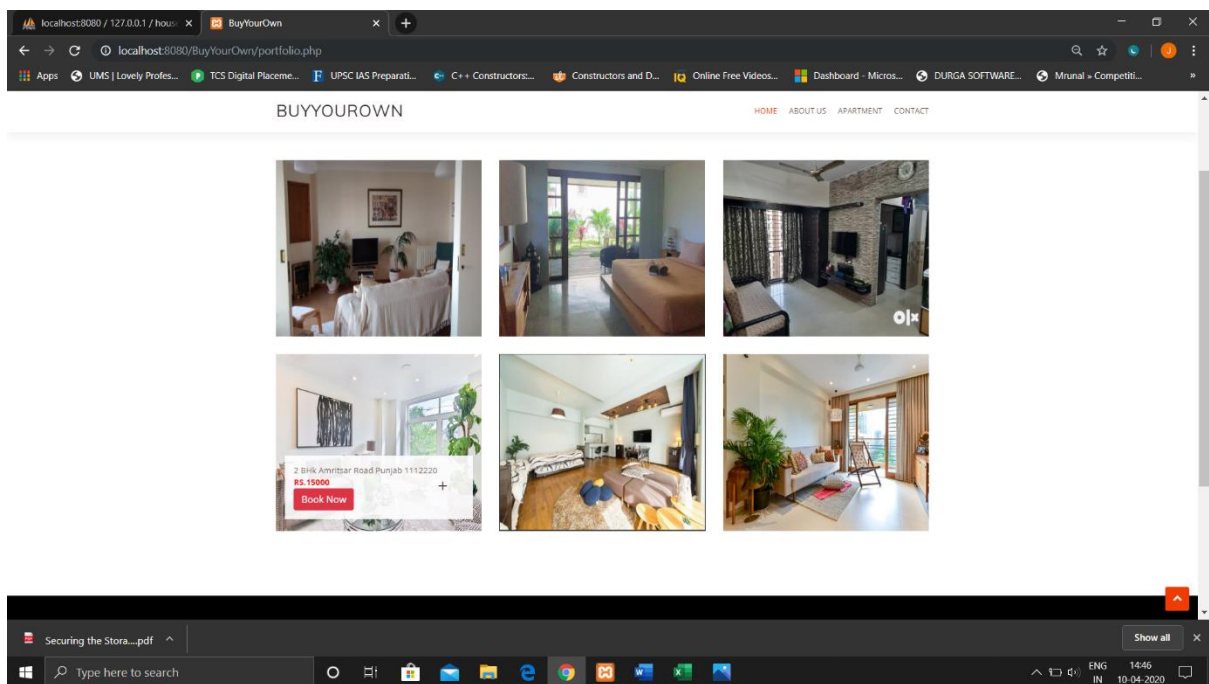 localhost:8080 / 127.0.0.1 / hous
BuyYourOwn
localhost:8080/BuyYourOwn/portfolio.php
Apps UMS | Lovely Profes... TCS Digital Placeme... UPSC IAS Preparati... C++ Constructors:... Constructors and D... Online Free Videos... Dashboard - Micros... DURGA SOFTWARE... Mrunal » Competiti... »
BUYYOUROWN
HOME ABOUT US APARTMENT CONTACT
OLX
2 BHk Amritsar Road Punjab 1112220
RS.15000
+
Book Now
Securing the Stora....pdf
Show all
Type here to search
ENG
IN
14:46
10-04-2020